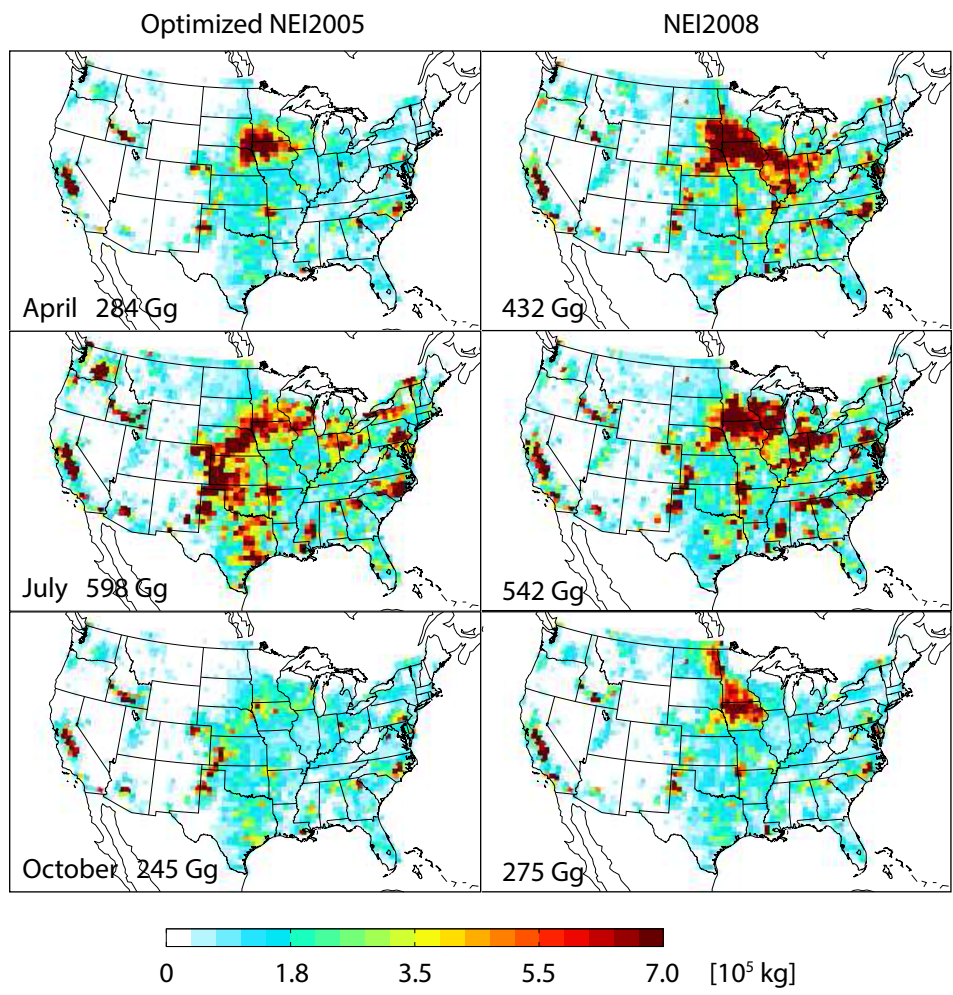 Optimized NEI2005 NEI2008
April 284 Gg 432 Gg
July 598 Gg 542 Gg
October 245 Gg 275 Gg
0 1.8 3.5 5.5 7.0 [10⁵ kg]